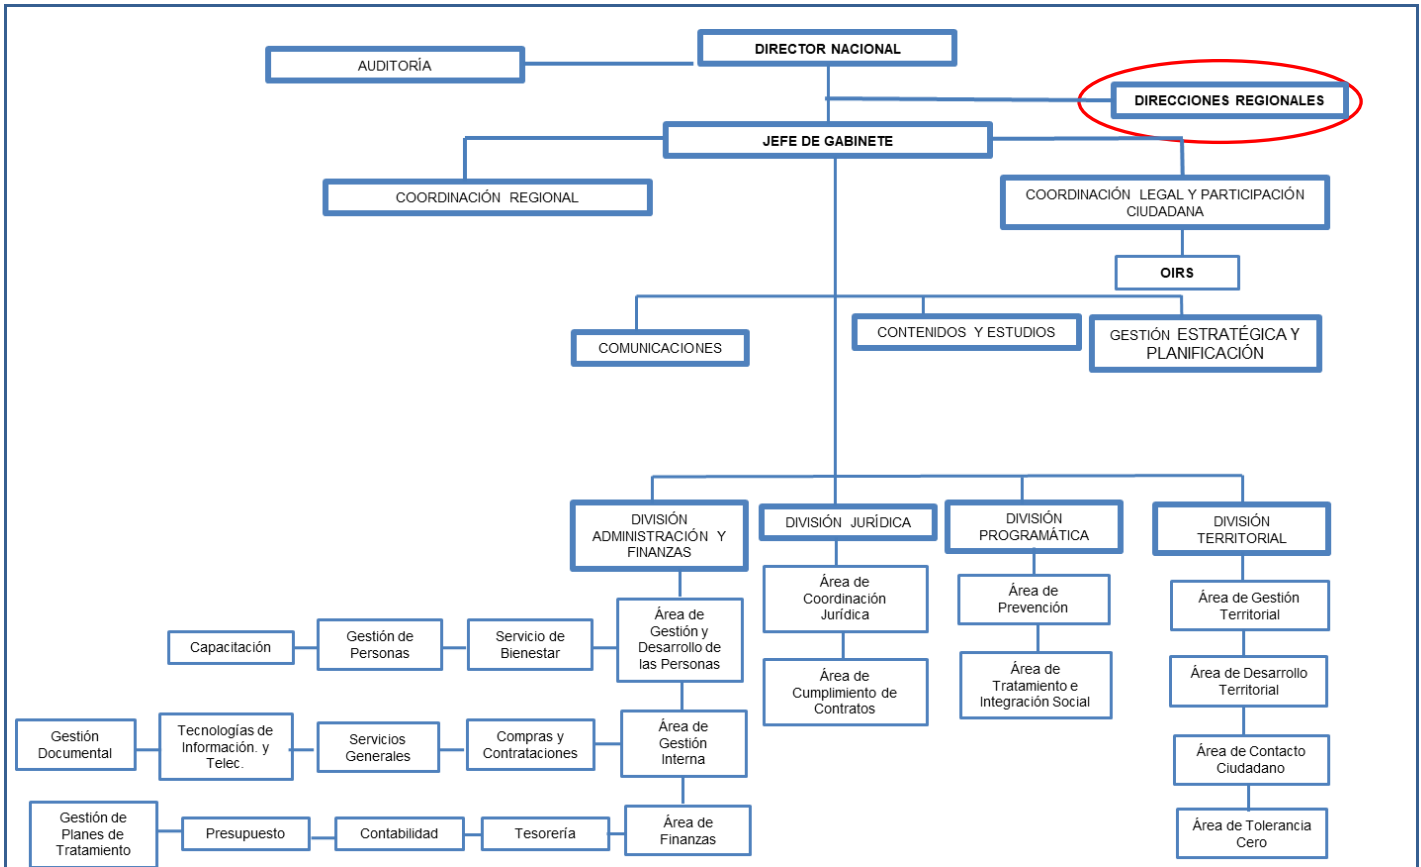 DIRECTOR NACIONAL
AUDITORÍA
DIRECCIONES REGIONALES
JEFE DE GABINETE
COORDINACIÓN REGIONAL
COORDINACIÓN LEGAL Y PARTICIPACIÓN
CIUDADANA
OIRS
COMUNICACIONES
CONTENIDOS Y ESTUDIOS
GESTIÓN ESTRATÉGICA Y
PLANIFICACIÓN
DIVISIÓN
ADMINISTRACIÓN Y
FINANZAS
DIVISIÓN JURÍDICA
DIVISIÓN
PROGRAMÁTICA
DIVISIÓN
TERRITORIAL
Área de
Gestión y
Desarrollo de
las Personas
Servicio de
Bienestar
Gestión de
Personas
Capacitación
Área de
Gestión
Interna
Compras y
Contrataciones
Servicios
Generales
Tecnologías de
Información. y
Telec.
Gestión
Documental
Área de
Finanzas
Tesorería
Contabilidad
Presupuesto
Gestión de
Planes de
Tratamiento
Área de
Coordinación
Jurídica
Área de
Cumplimiento de
Contratos
Área de
Prevención
Área de
Tratamiento e
Integración Social
Área de Gestión
Territorial
Área de Desarrollo
Territorial
Área de Contacto
Ciudadano
Área de Tolerancia
Cero